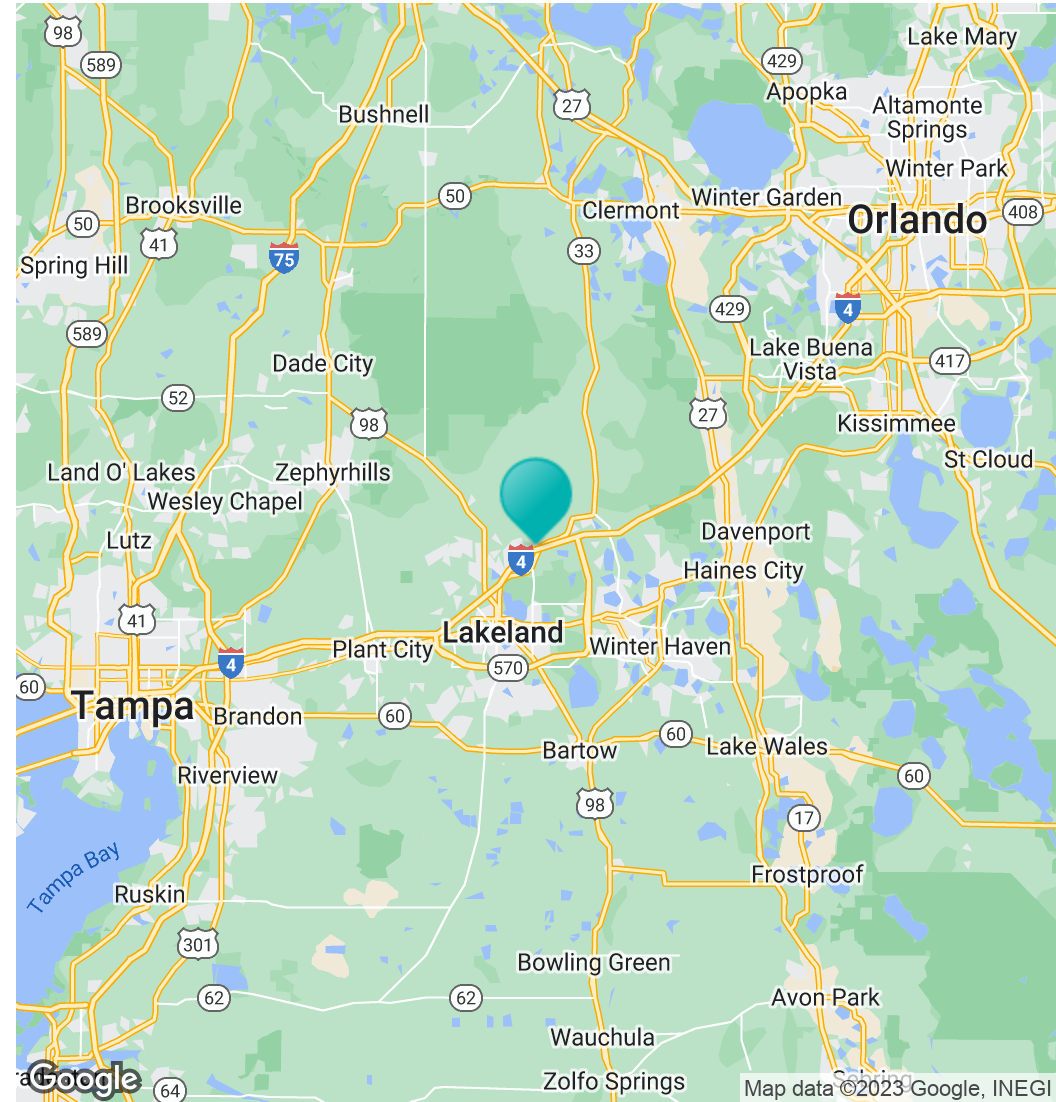 98
589
Bushnell
27
429
Lake Mary
Apopka
Altamonte
Springs
Winter Park
50
Brooksville
50
41
Clermont
Winter Garden
Orlando
408
Spring Hill
75
33
589
429
4
Dade City
Lake Buena
Vista
417
52
98
27
Kissimmee
Land O' Lakes
Zephyrhills
St Cloud
Wesley Chapel
Lutz
Davenport
4
Haines City
41
Lakeland
Plant City
Winter Haven
4
570
60
Tampa
Brandon
60
60
Bartow
Lake Wales
60
Riverview
98
17
Tampa Bay
Ruskin
Frostproof
301
Bowling Green
62
62
Avon Park
Wauchula
Google
64
Zolfo Springs
Sebring
Map data ©2023 Google, INEGI